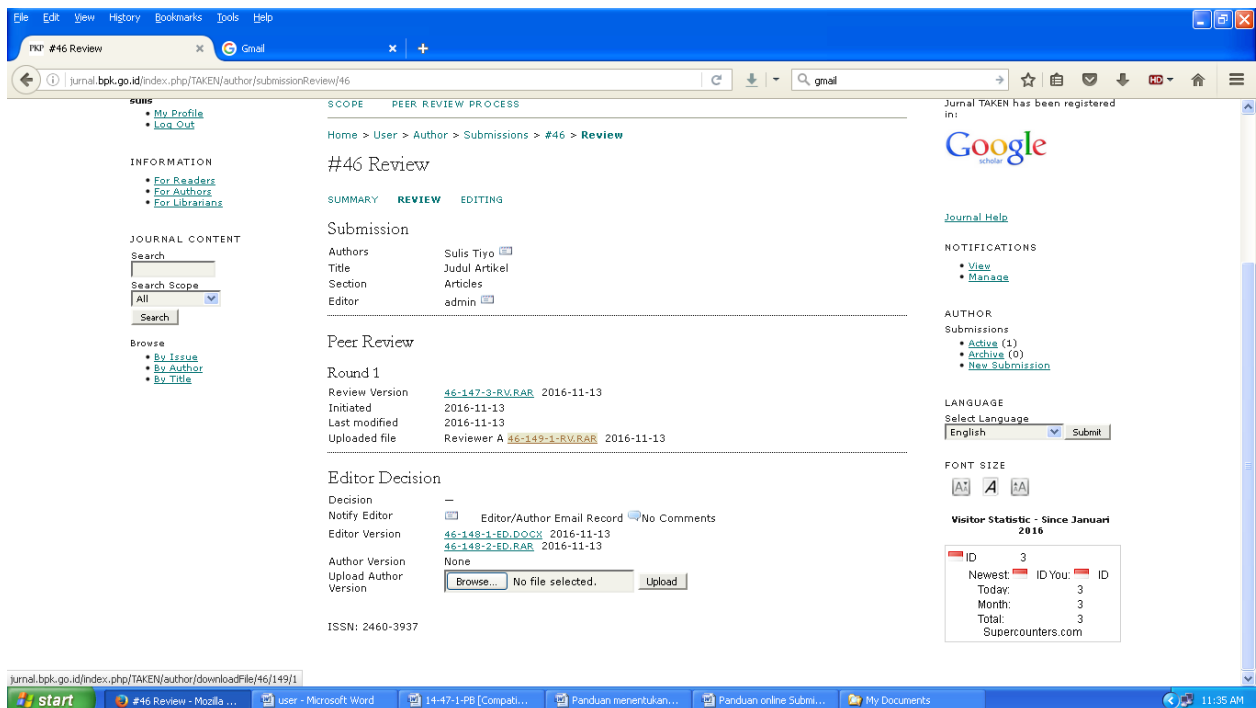 File Edit View History Bookmarks Tools Help
PKP #46 Review
Gmail
jurnal.bpk.go.id/index.php/TAKEN/author/submissionReview/46
gmail
HD
sulis
My Profile
Log Out
INFORMATION
For Readers
For Authors
For Librarians
JOURNAL CONTENT
Search
Search Scope
All
Search
Browse
By Issue
By Author
By Title
SCOPE PEER REVIEW PROCESS
Home > User > Author > Submissions > #46 > Review
#46 Review
SUMMARY REVIEW EDITING
Submission
Authors Sulis Tiyo
Title Judul Artikel
Section Articles
Editor admin
Peer Review
Round 1
Review Version 46-147-3-RV.RAR 2016-11-13
Initiated 2016-11-13
Last modified 2016-11-13
Uploaded file Reviewer A 46-149-1-RV.RAR 2016-11-13
Editor Decision
Decision —
Notify Editor Editor/Author Email Record No Comments
Editor Version 46-148-1-ED.DOCX 2016-11-13
46-148-2-ED.RAR 2016-11-13
Author Version None
Upload Author
Version Browse... No file selected. Upload
ISSN: 2460-3937
Jurnal TAKEN has been registered
in:
Google
scholar
Journal Help
NOTIFICATIONS
View
Manage
AUTHOR
Submissions
Active (1)
Archive (0)
New Submission
LANGUAGE
Select Language
English Submit
FONT SIZE
A A A
Visitor Statistic - Since Januari
2016
ID 3
Newest: ID You: ID
Today: 3
Month: 3
Total: 3
Supercounters.com
jurnal.bpk.go.id/index.php/TAKEN/author/downloadFile/46/149/1
start
#46 Review - Mozilla ...
user - Microsoft Word
14-47-1-PB [Compati...
Panduan menentukan...
Panduan online Submi...
My Documents
11:35 AM